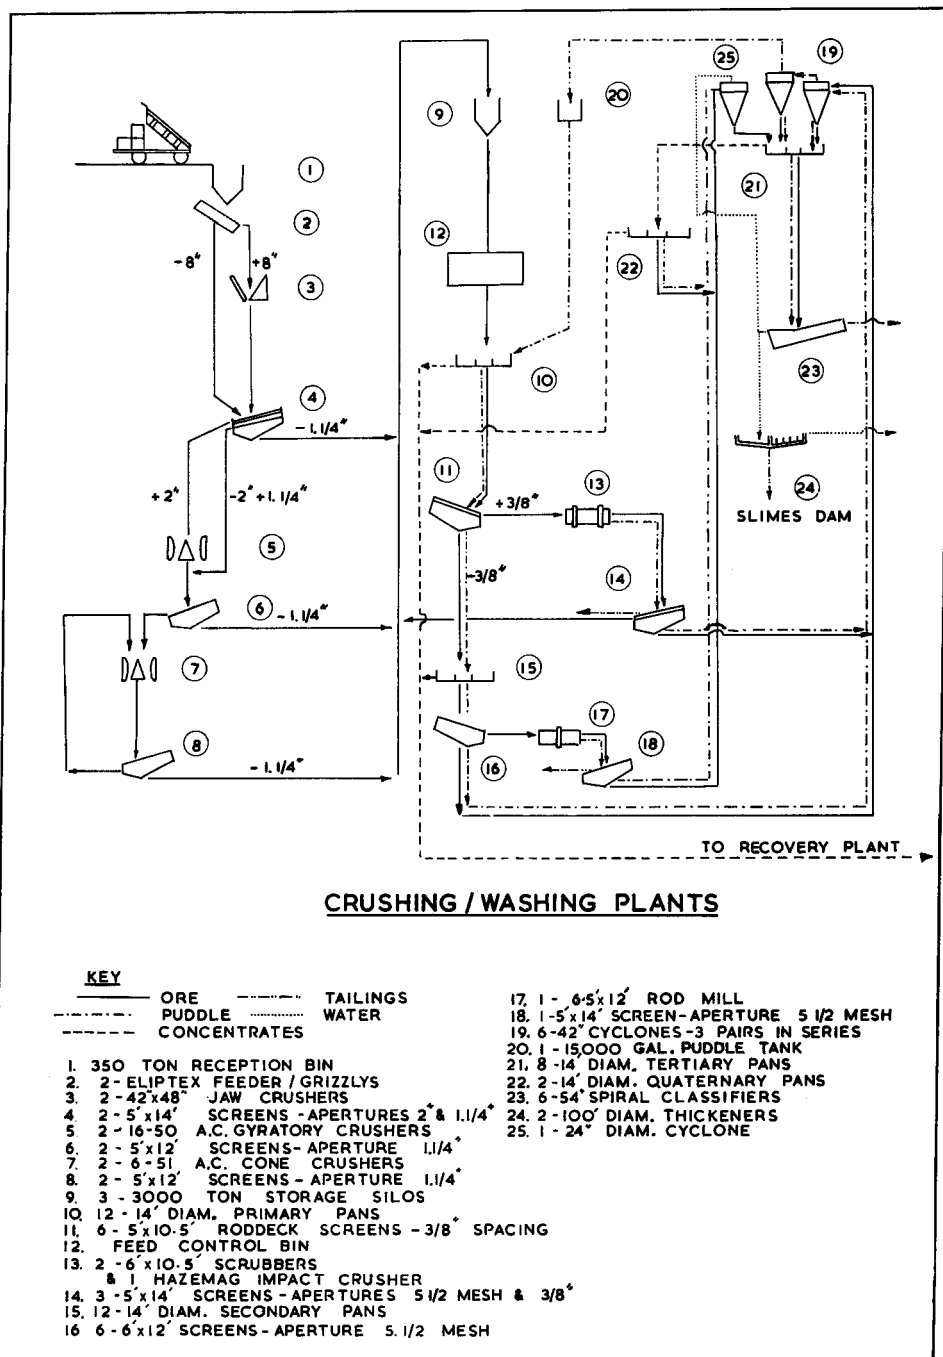 25
19
9
20
1
21
2
12
-8"
+8"
22
3
23
10
4
-1.1/4"
11
13
+3/8"
24
+2"
-2"+1.1/4"
SLIMES DAM
5
-3/8"
14
6
-1.1/4"
7
15
17
8
18
16
-1.1/4"
TO RECOVERY PLANT
CRUSHING / WASHING PLANTS
KEY
ORE
TAILINGS
PUDDLE
WATER
CONCENTRATES
1. 350 TON RECEPTION BIN
2. 2-ELIPTEX FEEDER / GRIZZLYS
3. 2-42"x48" JAW CRUSHERS
4. 2-5'x14' SCREENS-APERTURES 2" & 1.1/4"
5. 2-16-50 A.C. GYRATORY CRUSHERS
6. 2-5'x12' SCREENS-APERTURE 1.1/4"
7. 2-6-51 A.C. CONE CRUSHERS
8. 2-5'x12' SCREENS-APERTURE 1.1/4"
9. 3-3000 TON STORAGE SILOS
10. 12-14' DIAM. PRIMARY PANS
11. 6-5'x10.5' RODDECK SCREENS-3/8" SPACING
12. FEED CONTROL BIN
13. 2-6'x10.5' SCRUBBERS
& 1 HAZEMAG IMPACT CRUSHER
14. 3-5'x14' SCREENS-APERTURES 5 1/2 MESH & 3/8"
15. 12-14' DIAM. SECONDARY PANS
16 6-6'x12' SCREENS-APERTURE 5.1/2 MESH
17. 1-6.5'x12' ROD MILL
18. 1-5'x14' SCREEN-APERTURE 5 1/2 MESH
19. 6-42" CYCLONES-3 PAIRS IN SERIES
20. 1-15,000 GAL. PUDDLE TANK
21. 8-14' DIAM. TERTIARY PANS
22. 2-14' DIAM. QUATERNARY PANS
23. 6-54" SPIRAL CLASSIFIERS
24. 2-100' DIAM. THICKENERS
25. 1-24" DIAM. CYCLONE